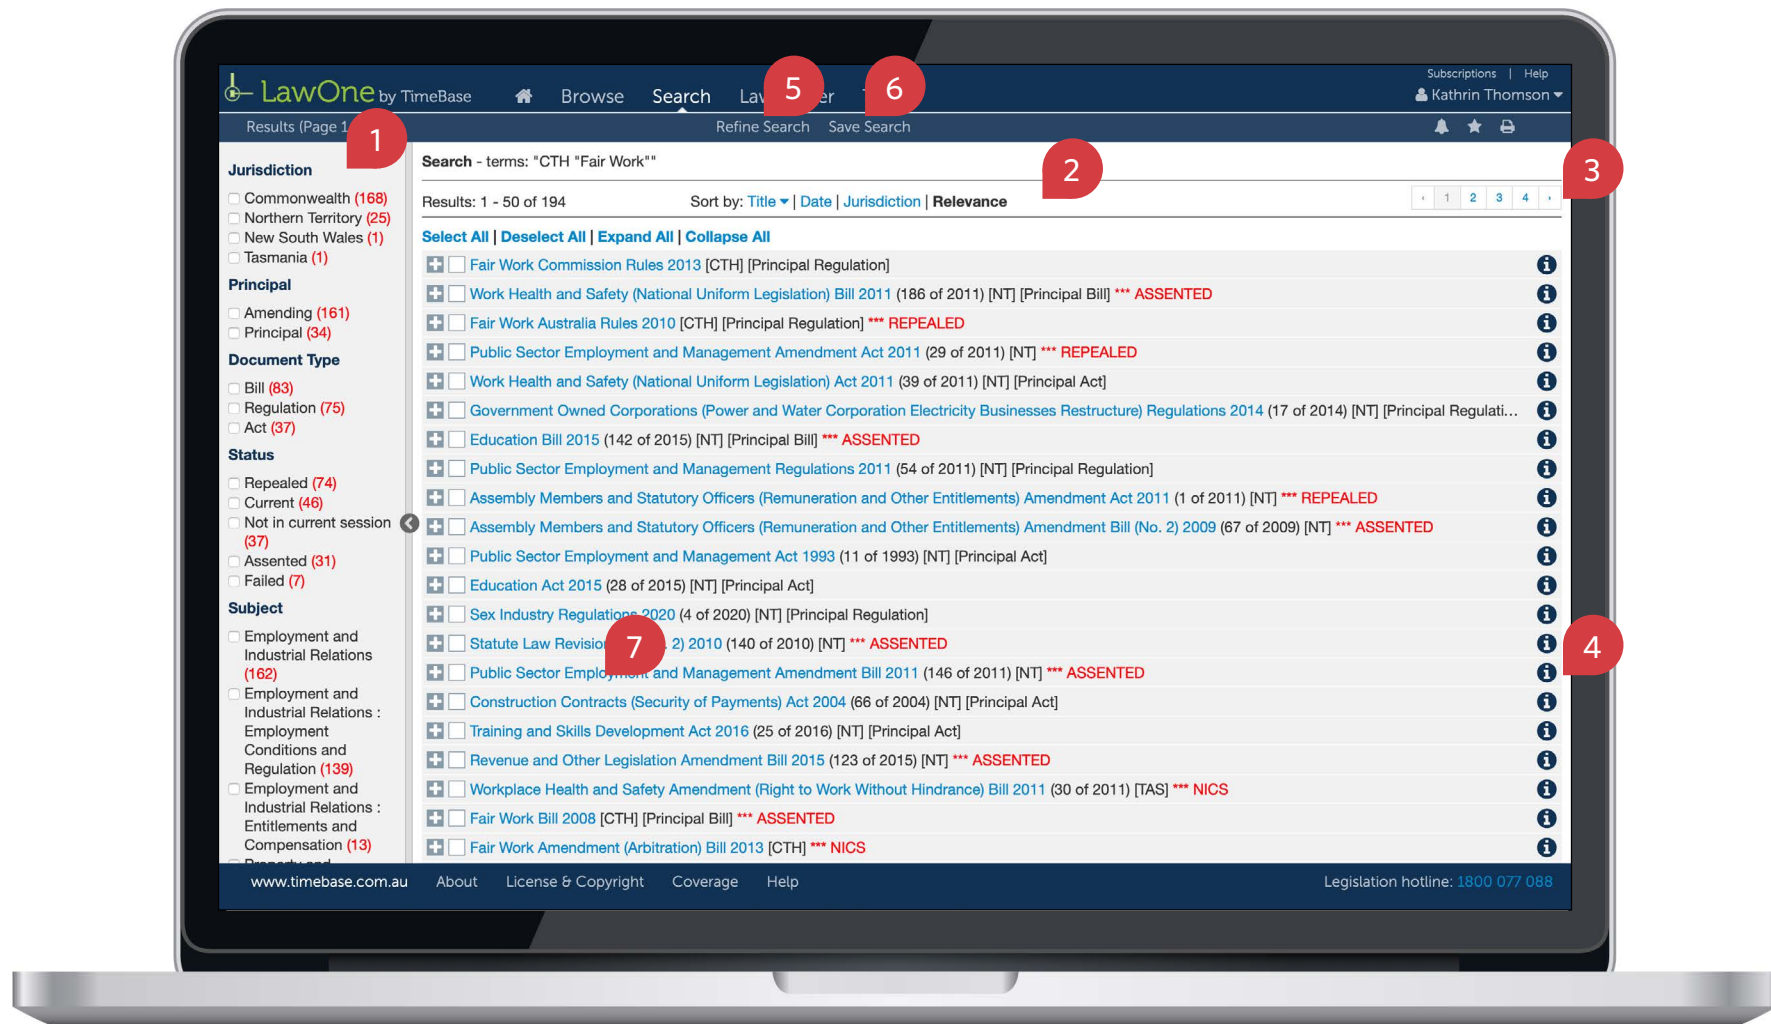 Subscriptions | Help
LawOne by TimeBase
Browse
Search
Kathrin Thomson
5
6
Results (Page 1
Refine Search
Save Search
1
Search - terms: "CTH "Fair Work""
2
3
Results: 1 - 50 of 194
Sort by: Title | Date | Jurisdiction | Relevance
‹ 1 2 3 4 ›
Select All | Deselect All | Expand All | Collapse All
Jurisdiction
Commonwealth (168)
Northern Territory (25)
New South Wales (1)
Tasmania (1)
Principal
Amending (161)
Principal (34)
Document Type
Bill (83)
Regulation (75)
Act (37)
Status
Repealed (74)
Current (46)
Not in current session
(37)
Assented (31)
Failed (7)
Subject
Employment and
Industrial Relations
(162)
Employment and
Industrial Relations :
Employment
Conditions and
Regulation (139)
Employment and
Industrial Relations :
Entitlements and
Compensation (13)
Property and
Fair Work Commission Rules 2013 [CTH] [Principal Regulation]
Work Health and Safety (National Uniform Legislation) Bill 2011 (186 of 2011) [NT] [Principal Bill] *** ASSENTED
Fair Work Australia Rules 2010 [CTH] [Principal Regulation] *** REPEALED
Public Sector Employment and Management Amendment Act 2011 (29 of 2011) [NT] *** REPEALED
Work Health and Safety (National Uniform Legislation) Act 2011 (39 of 2011) [NT] [Principal Act]
Government Owned Corporations (Power and Water Corporation Electricity Businesses Restructure) Regulations 2014 (17 of 2014) [NT] [Principal Regulati...
Education Bill 2015 (142 of 2015) [NT] [Principal Bill] *** ASSENTED
Public Sector Employment and Management Regulations 2011 (54 of 2011) [NT] [Principal Regulation]
Assembly Members and Statutory Officers (Remuneration and Other Entitlements) Amendment Act 2011 (1 of 2011) [NT] *** REPEALED
Assembly Members and Statutory Officers (Remuneration and Other Entitlements) Amendment Bill (No. 2) 2009 (67 of 2009) [NT] *** ASSENTED
Public Sector Employment and Management Act 1993 (11 of 1993) [NT] [Principal Act]
Education Act 2015 (28 of 2015) [NT] [Principal Act]
Sex Industry Regulations 2020 (4 of 2020) [NT] [Principal Regulation]
Statute Law Revision 2) 2010 (140 of 2010) [NT] *** ASSENTED
7
4
Public Sector Employment and Management Amendment Bill 2011 (146 of 2011) [NT] *** ASSENTED
Construction Contracts (Security of Payments) Act 2004 (66 of 2004) [NT] [Principal Act]
Training and Skills Development Act 2016 (25 of 2016) [NT] [Principal Act]
Revenue and Other Legislation Amendment Bill 2015 (123 of 2015) [NT] *** ASSENTED
Workplace Health and Safety Amendment (Right to Work Without Hindrance) Bill 2011 (30 of 2011) [TAS] *** NICS
Fair Work Bill 2008 [CTH] [Principal Bill] *** ASSENTED
Fair Work Amendment (Arbitration) Bill 2013 [CTH] *** NICS
www.timebase.com.au
About
License & Copyright
Coverage
Help
Legislation hotline: 1800 077 088